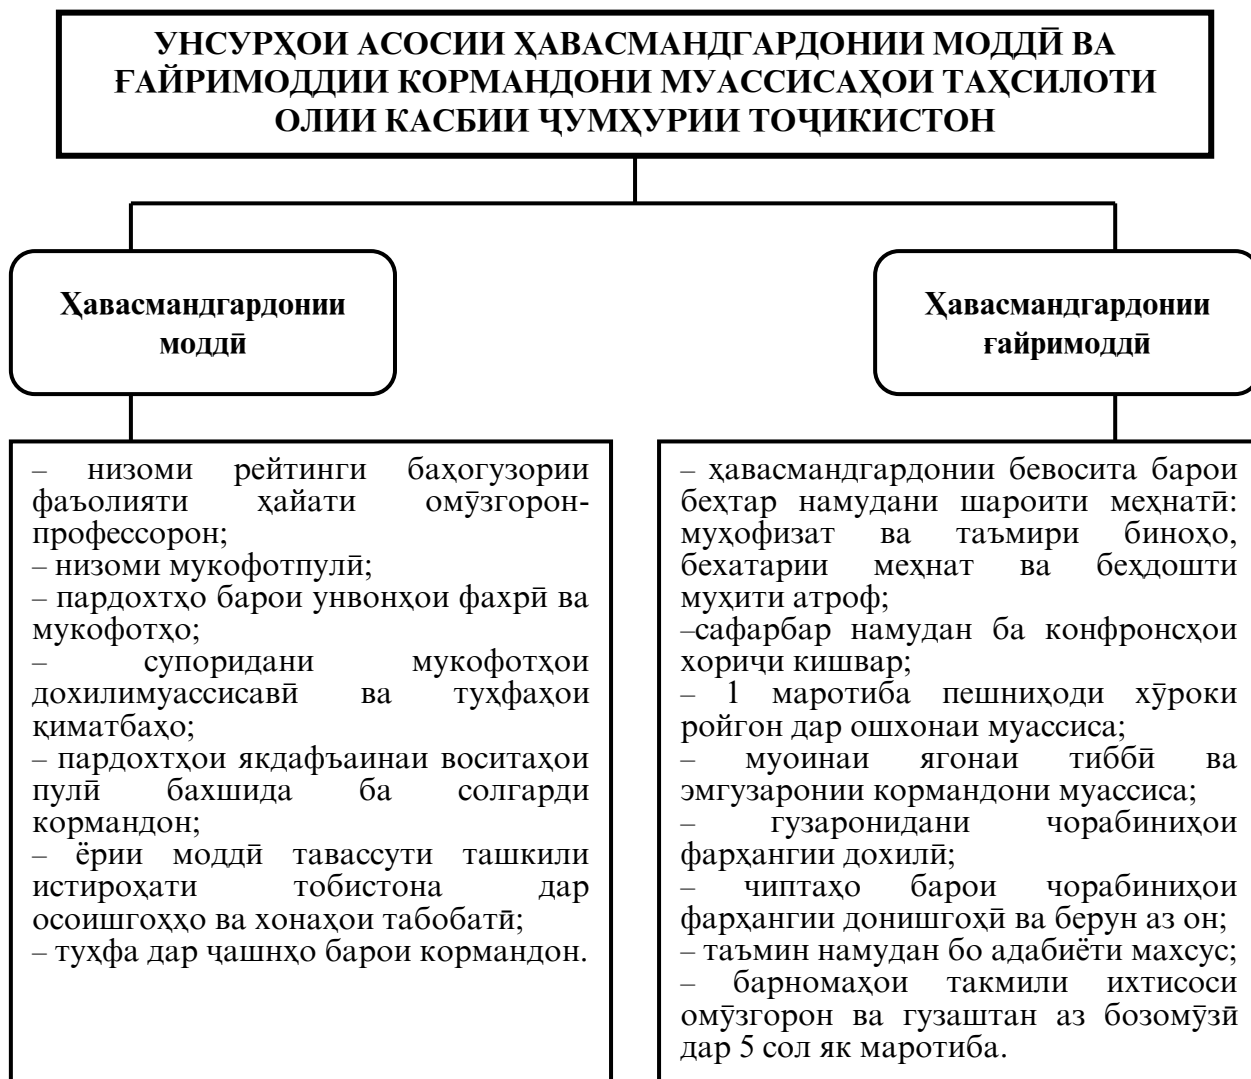 УНСУРҲОИ АСОСИИ ҲАВАСМАНДГАРДОНИИ МОДДӢ ВА
ҒАЙРИМОДДИИ КОРМАНДОНИ МУАССИСАҲОИ ТАҲСИЛОТИ
ОЛИИ КАСБИИ ҶУМҲУРИИ ТОҶИКИСТОН
Ҳавасмандгардонии
моддӣ
– низоми рейтинги баҳогузории
фаъолияти ҳайати омӯзгорон-
профессорон;
– низоми мукофотпулӣ;
– пардохтҳо барои унвонҳои фахрӣ ва
мукофотҳо;
– супоридани мукофотҳои
дохилимуассисавӣ ва туҳфаҳои
қиматбаҳо;
– пардохтҳои якдафъаинаи воситаҳои
пулӣ бахшида ба солгарди
кормандон;
– ёрии моддӣ тавассути ташкили
истироҳати тобистона дар
осоишгоҳҳо ва хонаҳои табобатӣ;
– туҳфа дар ҷашнҳо барои кормандон.
Ҳавасмандгардонии
ғайримоддӣ
– ҳавасмандгардонии бевосита барои
беҳтар намудани шароити меҳнатӣ:
муҳофизат ва таъмири биноҳо,
бехатарии меҳнат ва беҳдошти
муҳити атроф;
–сафарбар намудан ба конфронсҳои
хориҷи кишвар;
– 1 маротиба пешниҳоди хӯроки
ройгон дар ошхонаи муассиса;
– муоинаи ягонаи тиббӣ ва
эмгузаронии кормандони муассиса;
– гузаронидани чорабиниҳои
фарҳангии дохилӣ;
– чиптаҳо барои чорабиниҳои
фарҳангии донишгоҳӣ ва берун аз он;
– таъмин намудан бо адабиёти махсус;
– барномаҳои такмили ихтисоси
омӯзгорон ва гузаштан аз бозомӯзӣ
дар 5 сол як маротиба.